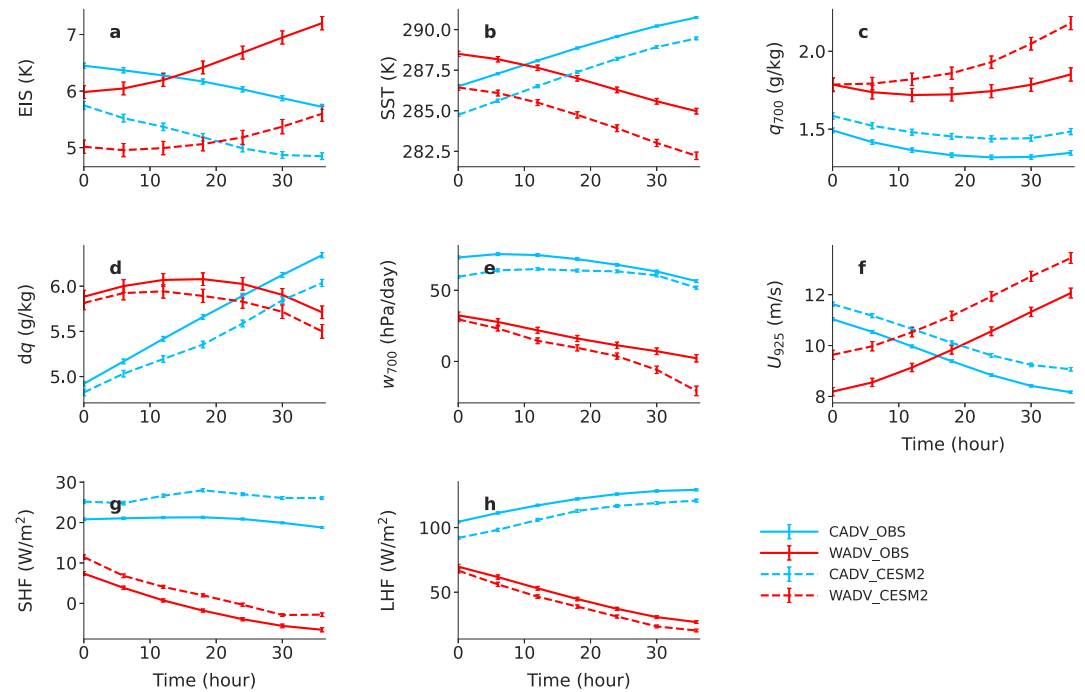 a
EIS (K)
7
6
5
0 10 20 30
b
SST (K)
290.0
287.5
285.0
282.5
0 10 20 30
c
q700 (g/kg)
2.0
1.5
0 10 20 30
d
dq (g/kg)
6.0
5.5
5.0
0 10 20 30
e
w700 (hPa/day)
50
0
0 10 20 30
f
U925 (m/s)
12
10
8
0 10 20 30
Time (hour)
g
SHF (W/m²)
30
20
10
0
0 10 20 30
Time (hour)
h
LHF (W/m²)
100
50
0 10 20 30
Time (hour)
CADV_OBS
WADV_OBS
CADV_CESM2
WADV_CESM2